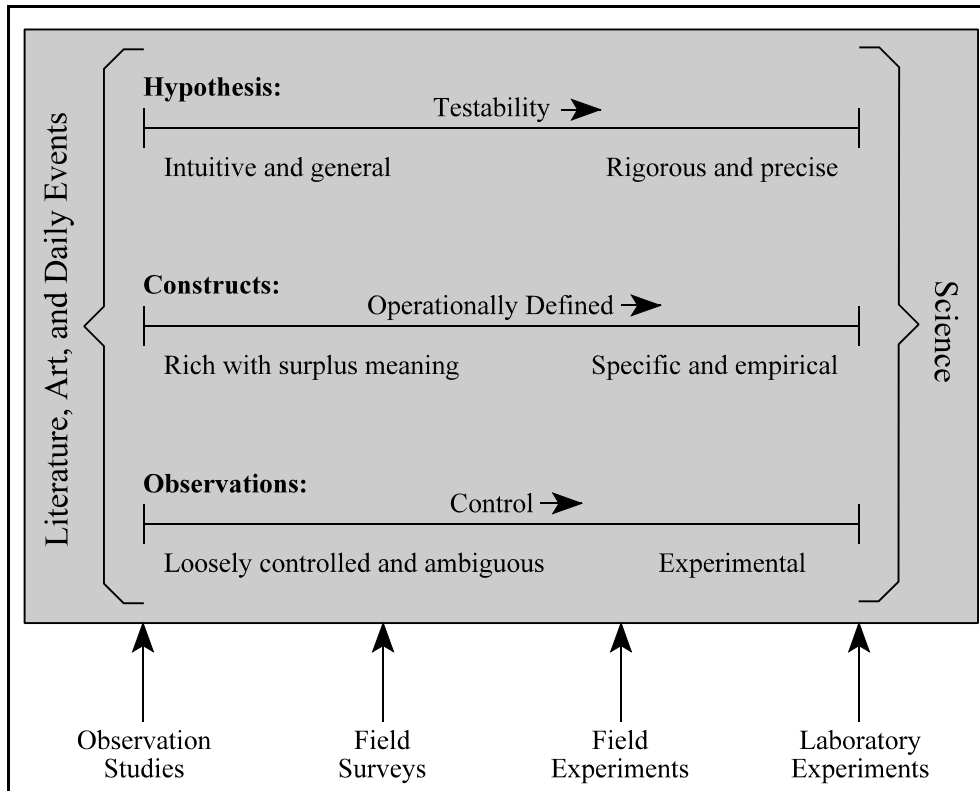 Literature, Art, and Daily Events
Hypothesis:
Testability
Intuitive and general
Rigorous and precise
Constructs:
Operationally Defined
Rich with surplus meaning
Specific and empirical
Observations:
Control
Loosely controlled and ambiguous
Experimental
Science
Observation
Studies
Field
Surveys
Field
Experiments
Laboratory
Experiments